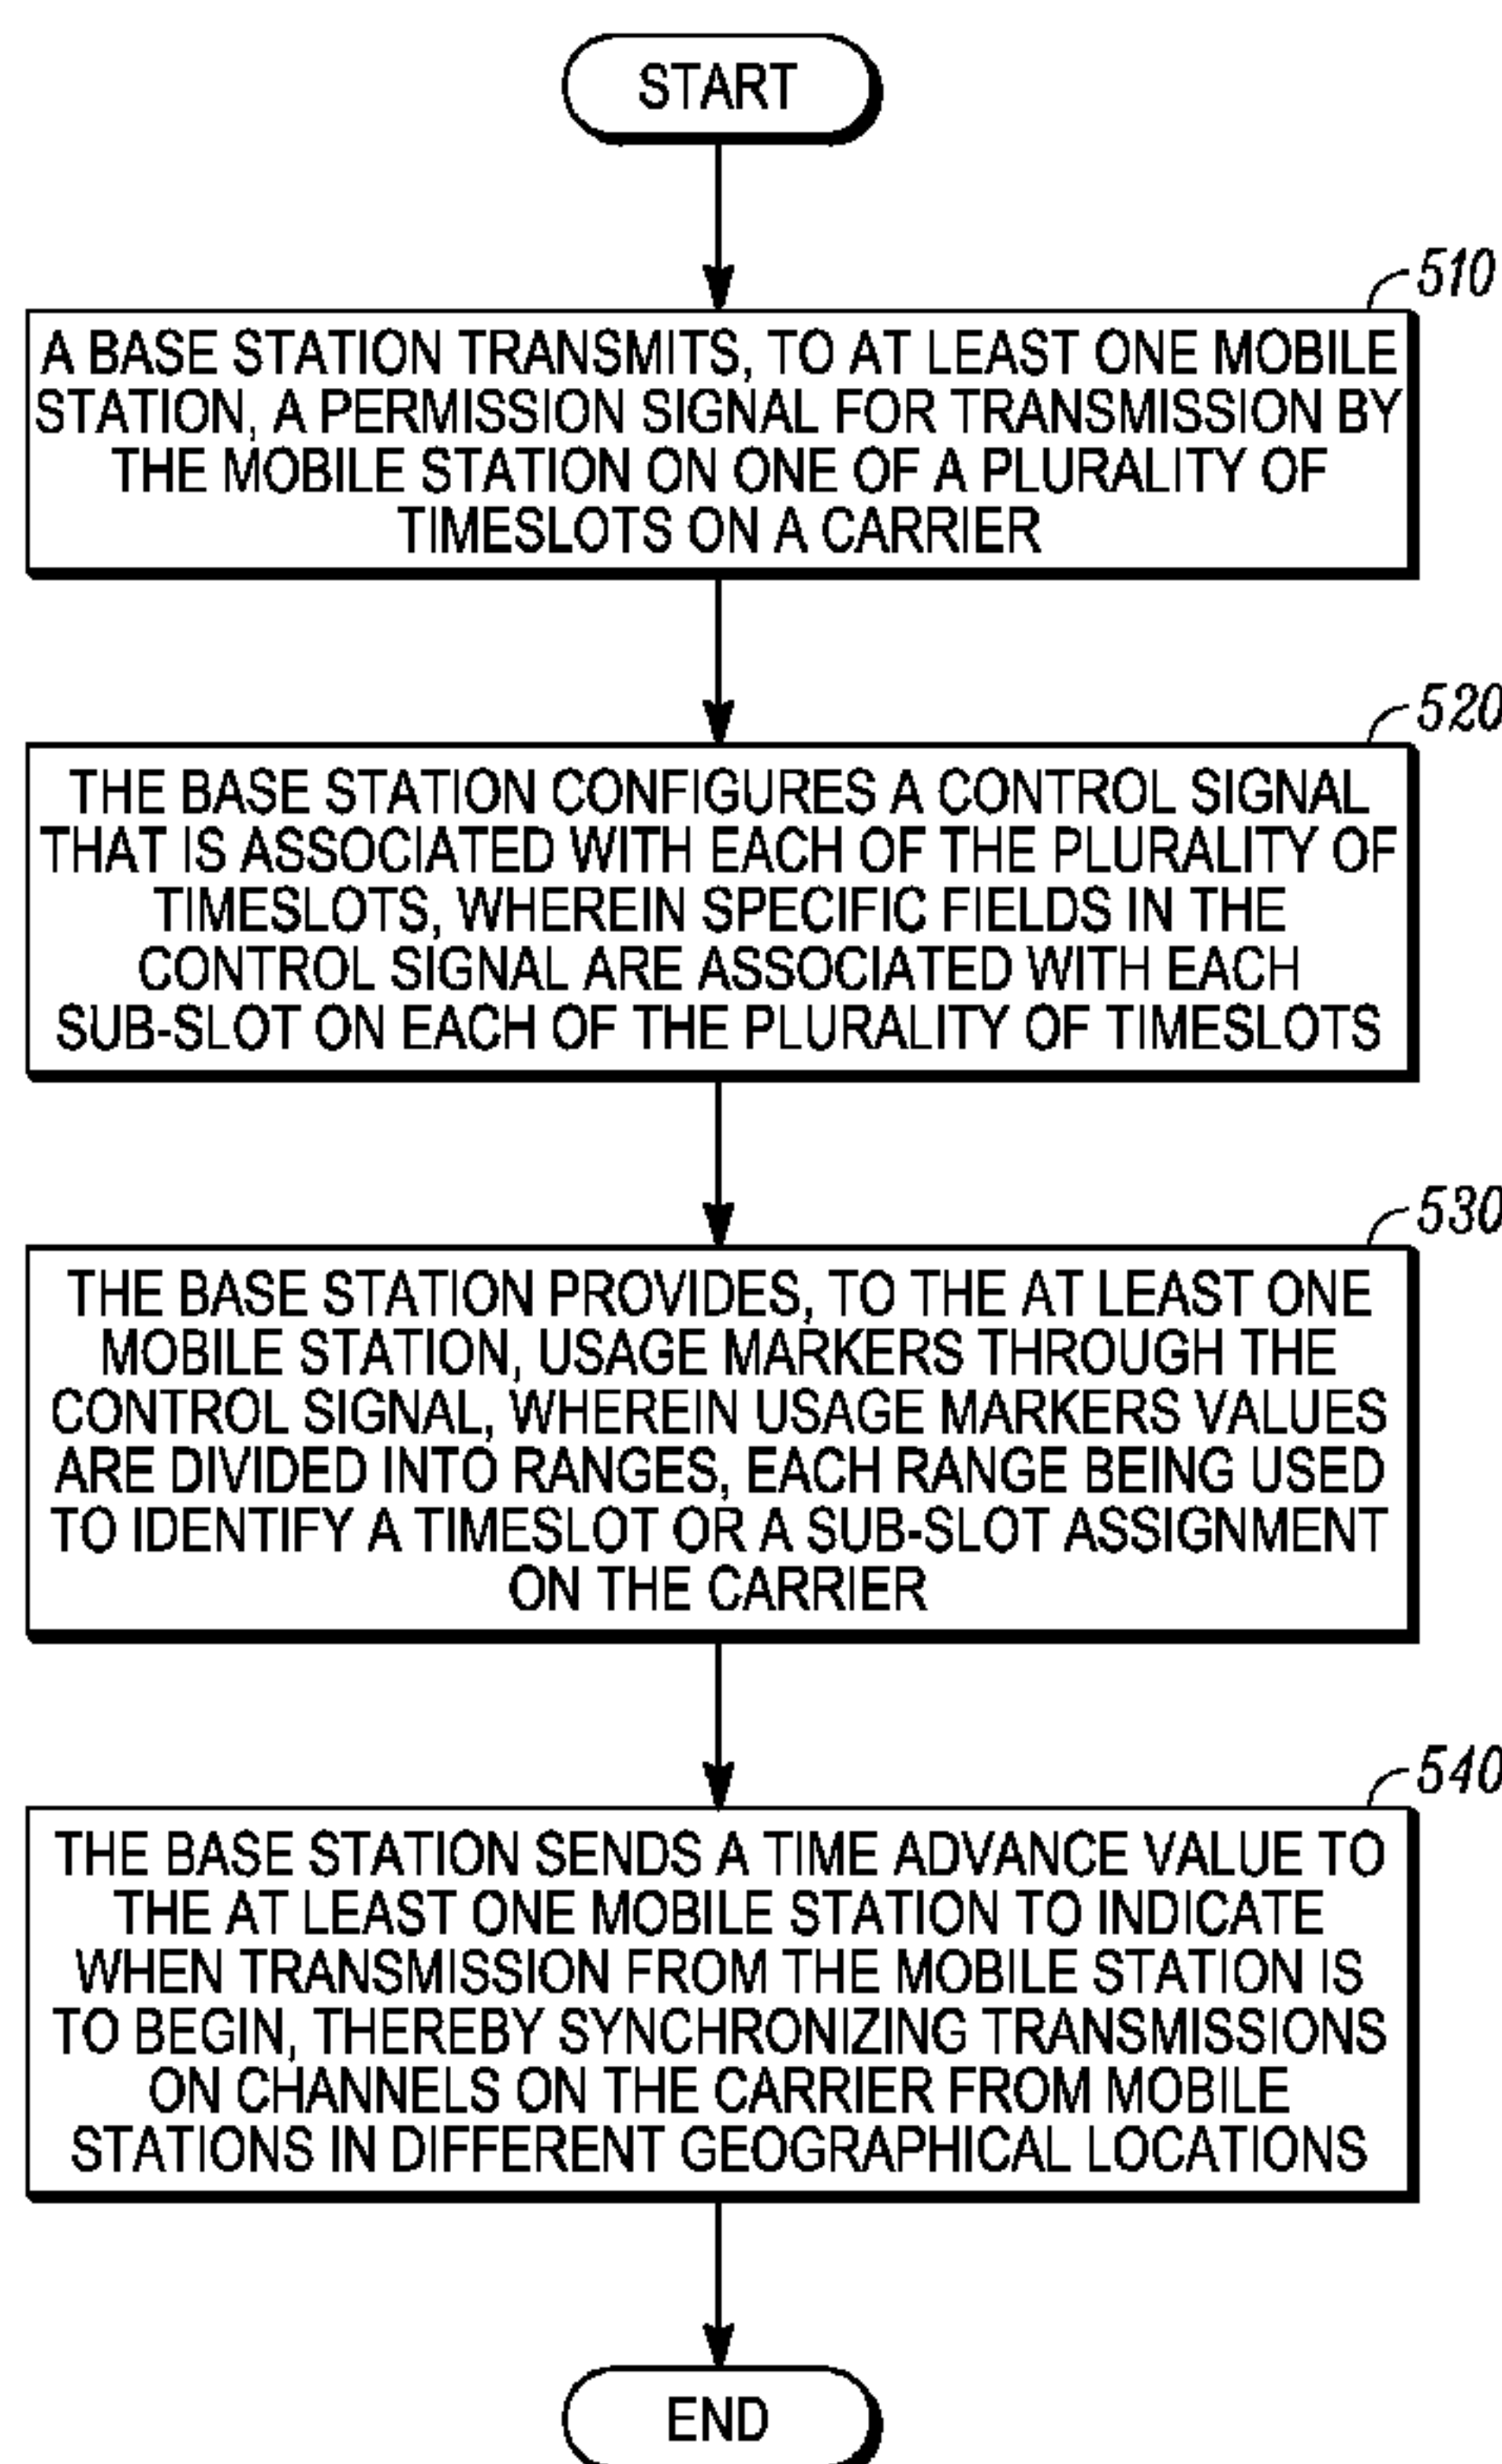 START
510
A BASE STATION TRANSMITS, TO AT LEAST ONE MOBILE
STATION, A PERMISSION SIGNAL FOR TRANSMISSION BY
THE MOBILE STATION ON ONE OF A PLURALITY OF
TIMESLOTS ON A CARRIER
520
THE BASE STATION CONFIGURES A CONTROL SIGNAL
THAT IS ASSOCIATED WITH EACH OF THE PLURALITY OF
TIMESLOTS, WHEREIN SPECIFIC FIELDS IN THE
CONTROL SIGNAL ARE ASSOCIATED WITH EACH
SUB-SLOT ON EACH OF THE PLURALITY OF TIMESLOTS
530
THE BASE STATION PROVIDES, TO THE AT LEAST ONE
MOBILE STATION, USAGE MARKERS THROUGH THE
CONTROL SIGNAL, WHEREIN USAGE MARKERS VALUES
ARE DIVIDED INTO RANGES, EACH RANGE BEING USED
TO IDENTIFY A TIMESLOT OR A SUB-SLOT ASSIGNMENT
ON THE CARRIER
540
THE BASE STATION SENDS A TIME ADVANCE VALUE TO
THE AT LEAST ONE MOBILE STATION TO INDICATE
WHEN TRANSMISSION FROM THE MOBILE STATION IS
TO BEGIN, THEREBY SYNCHRONIZING TRANSMISSIONS
ON CHANNELS ON THE CARRIER FROM MOBILE
STATIONS IN DIFFERENT GEOGRAPHICAL LOCATIONS
END